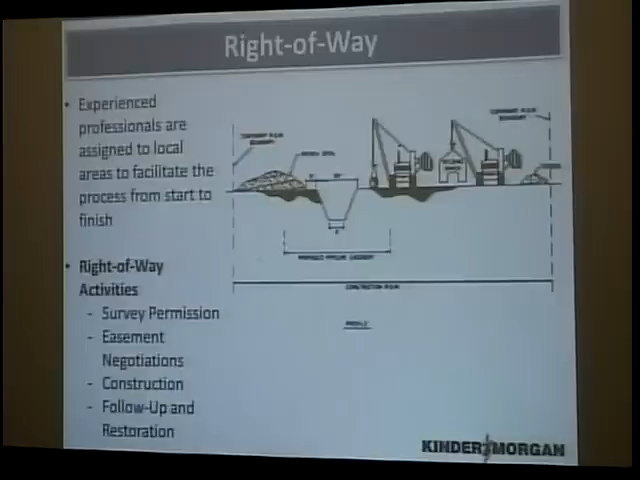 Right-of-Way
• Experienced
professionals are
assigned to local
areas to facilitate the
process from start to
finish
• Right-of-Way
Activities
- Survey Permission
- Easement
Negotiations
- Construction
- Follow-Up and
Restoration
PROFILE
KINDER MORGAN